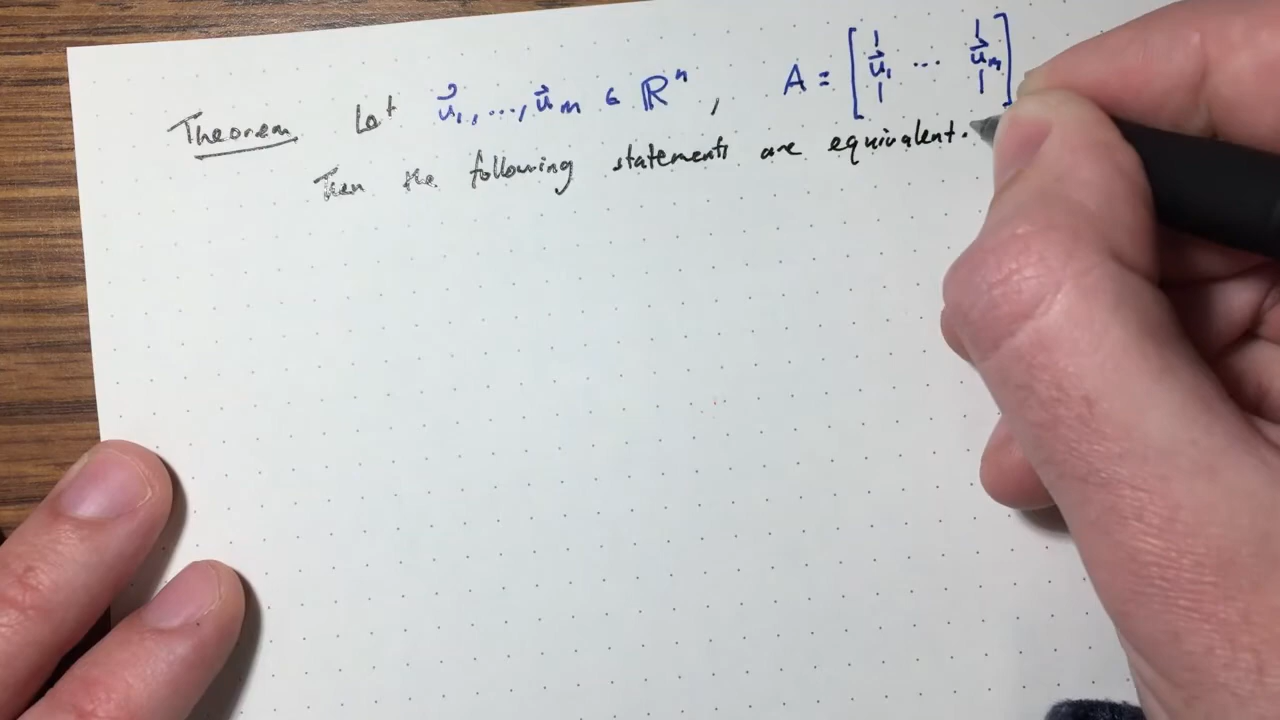 Theorem Let u⃗₁, ..., u⃗ₘ ∈ ℝⁿ, A = [u⃗₁ ... u⃗ₘ]
Then the following statements are equivalent.